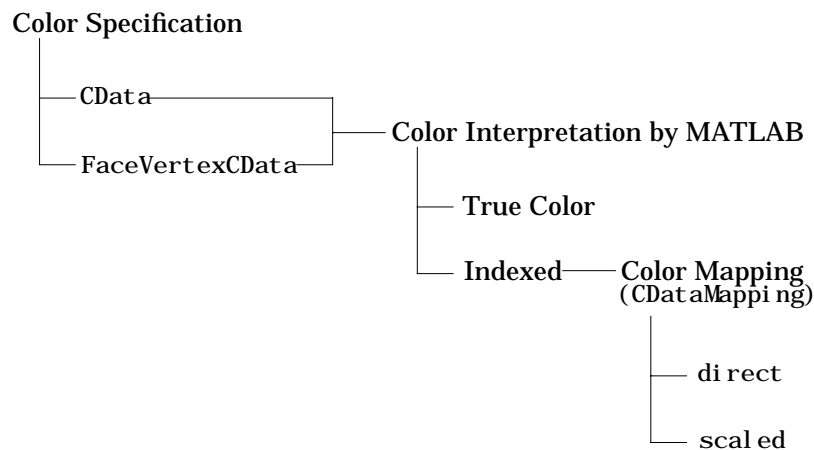 Color Specification
CData
FaceVertexCData
Color Interpretation by MATLAB
True Color
Indexed
Color Mapping
(CDataMapping)
direct
scaled